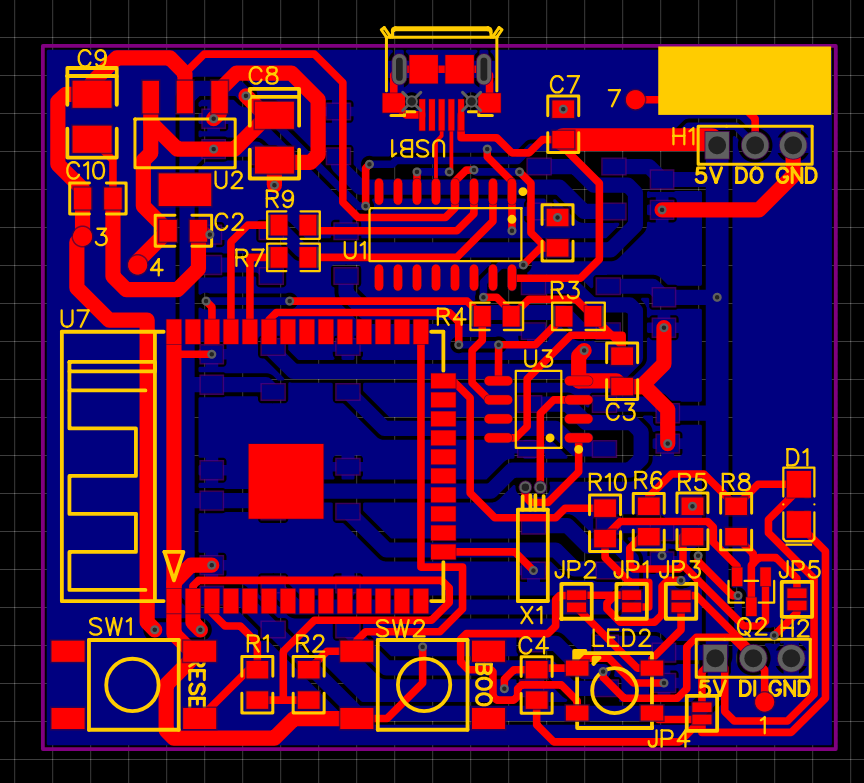 C9
C8
C7
7
H1
5V DO GND
USB1
C10
U2
R9
3
C2
U1
R7
4
R3
R4
U7
U3
C3
D1
R10 R6 R5 R8
JP2 JP1 JP3 JP5
X1
SW1
SW2
Q2 H2
R1 R2
LED2
C4
RESE
BOO
5V DI GND
1
JP4